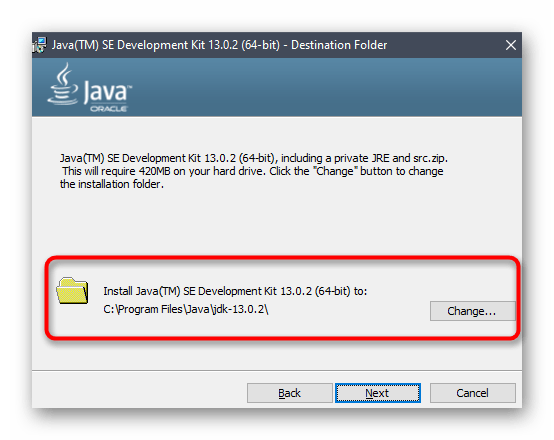 Java(TM) SE Development Kit 13.0.2 (64-bit) - Destination Folder
Java™
ORACLE
Java(TM) SE Development Kit 13.0.2 (64-bit), including a private JRE and src.zip.
This will require 420MB on your hard drive. Click the "Change" button to change
the installation folder.
Install Java(TM) SE Development Kit 13.0.2 (64-bit) to:
C:\Program Files\Java\jdk-13.0.2\
Change...
Back
Next
Cancel